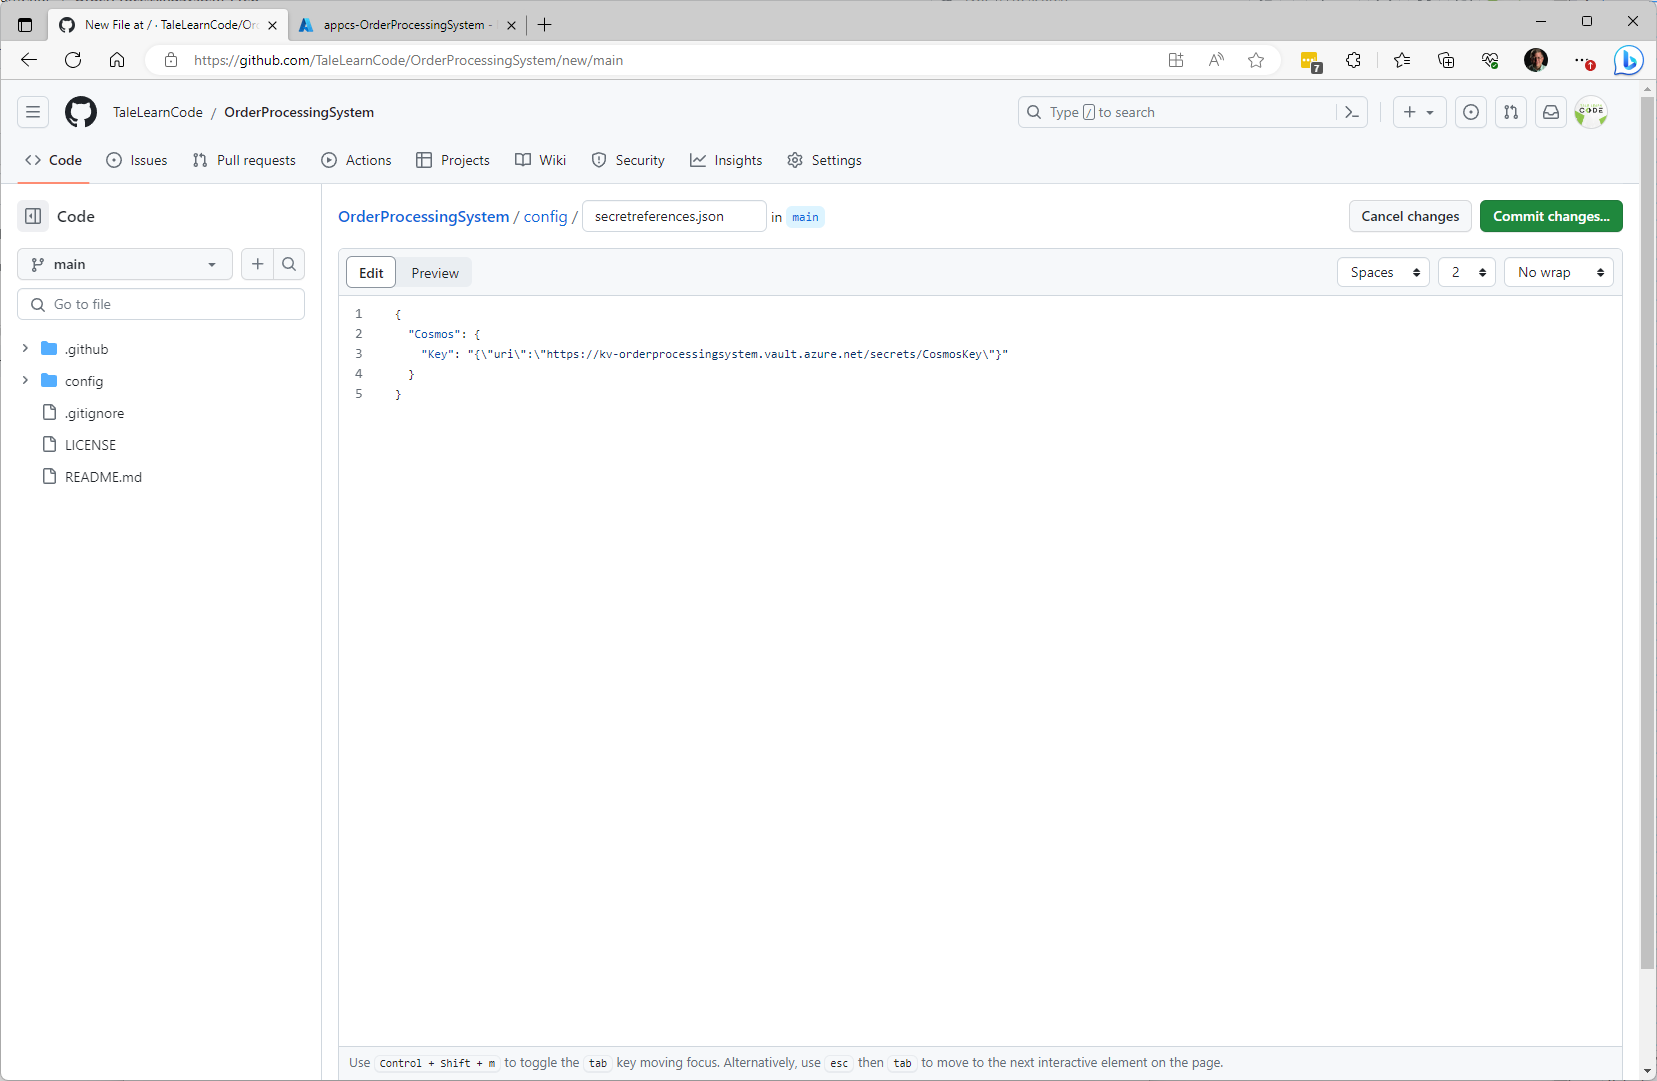 New File at / · TaleLearnCode/Or
appcs-OrderProcessingSystem -
https://github.com/TaleLearnCode/OrderProcessingSystem/new/main
7
TaleLearnCode / OrderProcessingSystem
Type / to search
CODE
Code
Issues
Pull requests
Actions
Projects
Wiki
Security
Insights
Settings
Code
OrderProcessingSystem / config / secretreferences.json in main
Cancel changes
Commit changes...
main
Go to file
.github
config
.gitignore
LICENSE
README.md
Edit
Preview
Spaces
2
No wrap
1 {
2 "Cosmos": {
3 "Key": "{\"uri\":\"https://kv-orderprocessingsystem.vault.azure.net/secrets/CosmosKey\"}"
4 }
5 }
Use Control + Shift + m to toggle the tab key moving focus. Alternatively, use esc then tab to move to the next interactive element on the page.